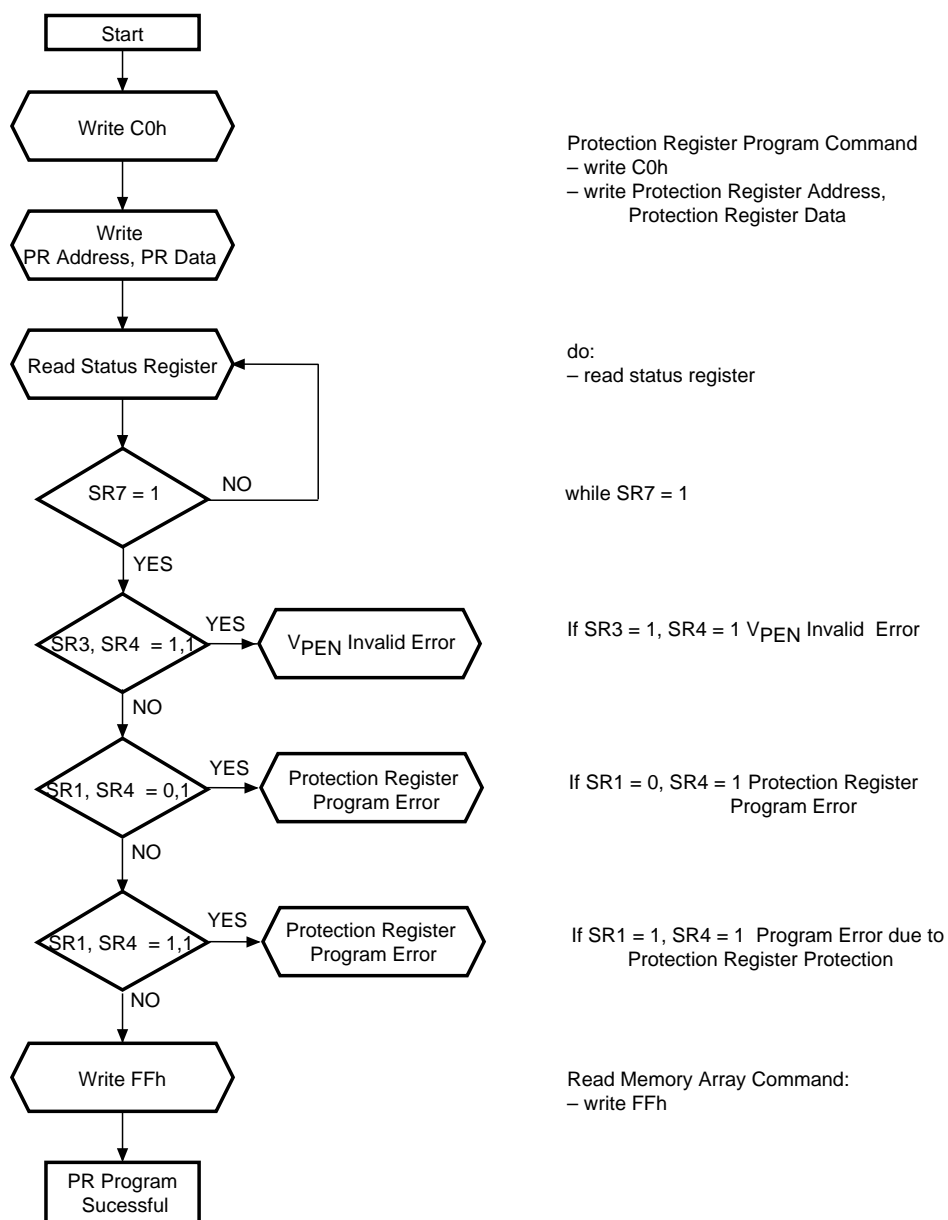 Start
Write C0h
Protection Register Program Command
– write C0h
– write Protection Register Address,
Protection Register Data
Write
PR Address, PR Data
Read Status Register
do:
– read status register
SR7 = 1
NO
while SR7 = 1
YES
SR3, SR4 = 1,1
YES
VPEN Invalid Error
If SR3 = 1, SR4 = 1 VPEN Invalid Error
NO
SR1, SR4 = 0,1
YES
Protection Register
Program Error
If SR1 = 0, SR4 = 1 Protection Register
Program Error
NO
SR1, SR4 = 1,1
YES
Protection Register
Program Error
If SR1 = 1, SR4 = 1 Program Error due to
Protection Register Protection
NO
Write FFh
Read Memory Array Command:
– write FFh
PR Program
Sucessful